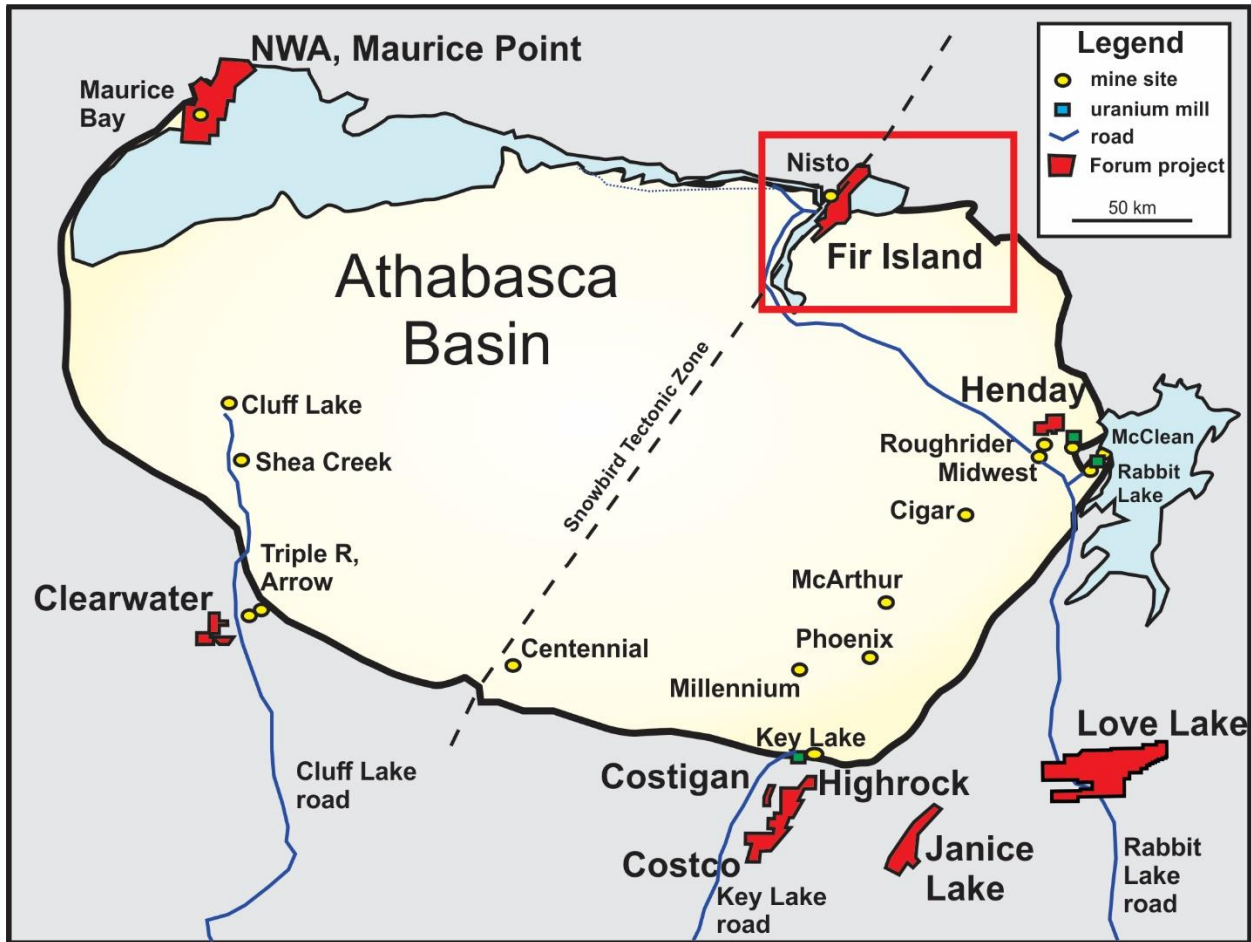 NWA, Maurice Point
Maurice
Bay
Legend
mine site
uranium mill
road
Forum project
50 km
Nisto
Fir Island
Athabasca
Basin
Snowbird Tectonic Zone
Henday
Roughrider
Midwest
McClean
Rabbit
Lake
Cluff Lake
Shea Creek
Cigar
Triple R,
Arrow
Clearwater
McArthur
Phoenix
Centennial
Millennium
Key Lake
Love Lake
Costigan
Highrock
Cluff Lake
road
Costco
Janice
Lake
Key Lake
road
Rabbit
Lake
road